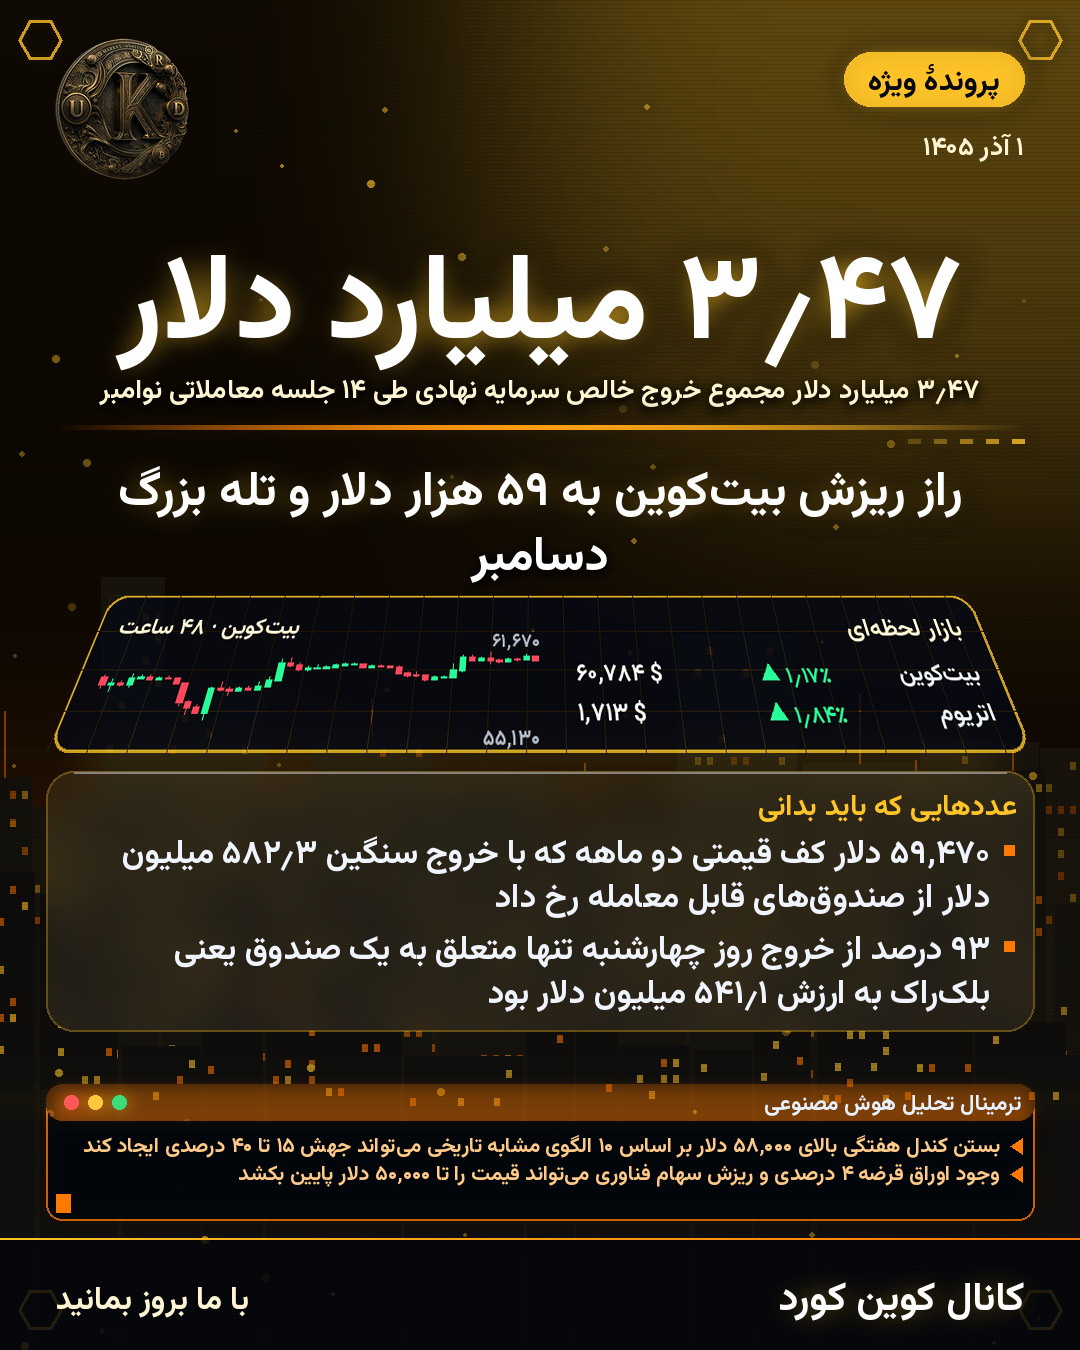 پروندهٔ ویژه
۱ آذر ۱۴۰۵
U K R D B
۳٫۴۷ میلیارد دلار
۳٫۴۷ میلیارد دلار مجموع خروج خالص سرمایه نهادی طی ۱۴ جلسه معاملاتی نوامبر
راز ریزش بیت‌کوین به ۵۹ هزار دلار و تله بزرگ
دسامبر
بازار لحظه‌ای
بیت‌کوین ▲ ۱٫۱۷٪ ۶۰,۷۸۴ $
اتریوم ▲ ۱٫۸۴٪ ۱,۷۱۳ $
بیت‌کوین · ۴۸ ساعت
۶۱,۶۷۰
۵۵,۱۳۰
عددهایی که باید بدانی
۵۹,۴۷۰ دلار کف قیمتی دو ماهه که با خروج سنگین ۵۸۲٫۳ میلیون
دلار از صندوق‌های قابل معامله رخ داد
۹۳ درصد از خروج روز چهارشنبه تنها متعلق به یک صندوق یعنی
بلک‌راک به ارزش ۵۴۱٫۱ میلیون دلار بود
ترمینال تحلیل هوش مصنوعی
بستن کندل هفتگی بالای ۵۸,۰۰۰ دلار بر اساس ۱۰ الگوی مشابه تاریخی می‌تواند جهش ۱۵ تا ۴۰ درصدی ایجاد کند
وجود اوراق قرضه ۴ درصدی و ریزش سهام فناوری می‌تواند قیمت را تا ۵۰,۰۰۰ دلار پایین بکشد
کانال کوین کورد
با ما بروز بمانید